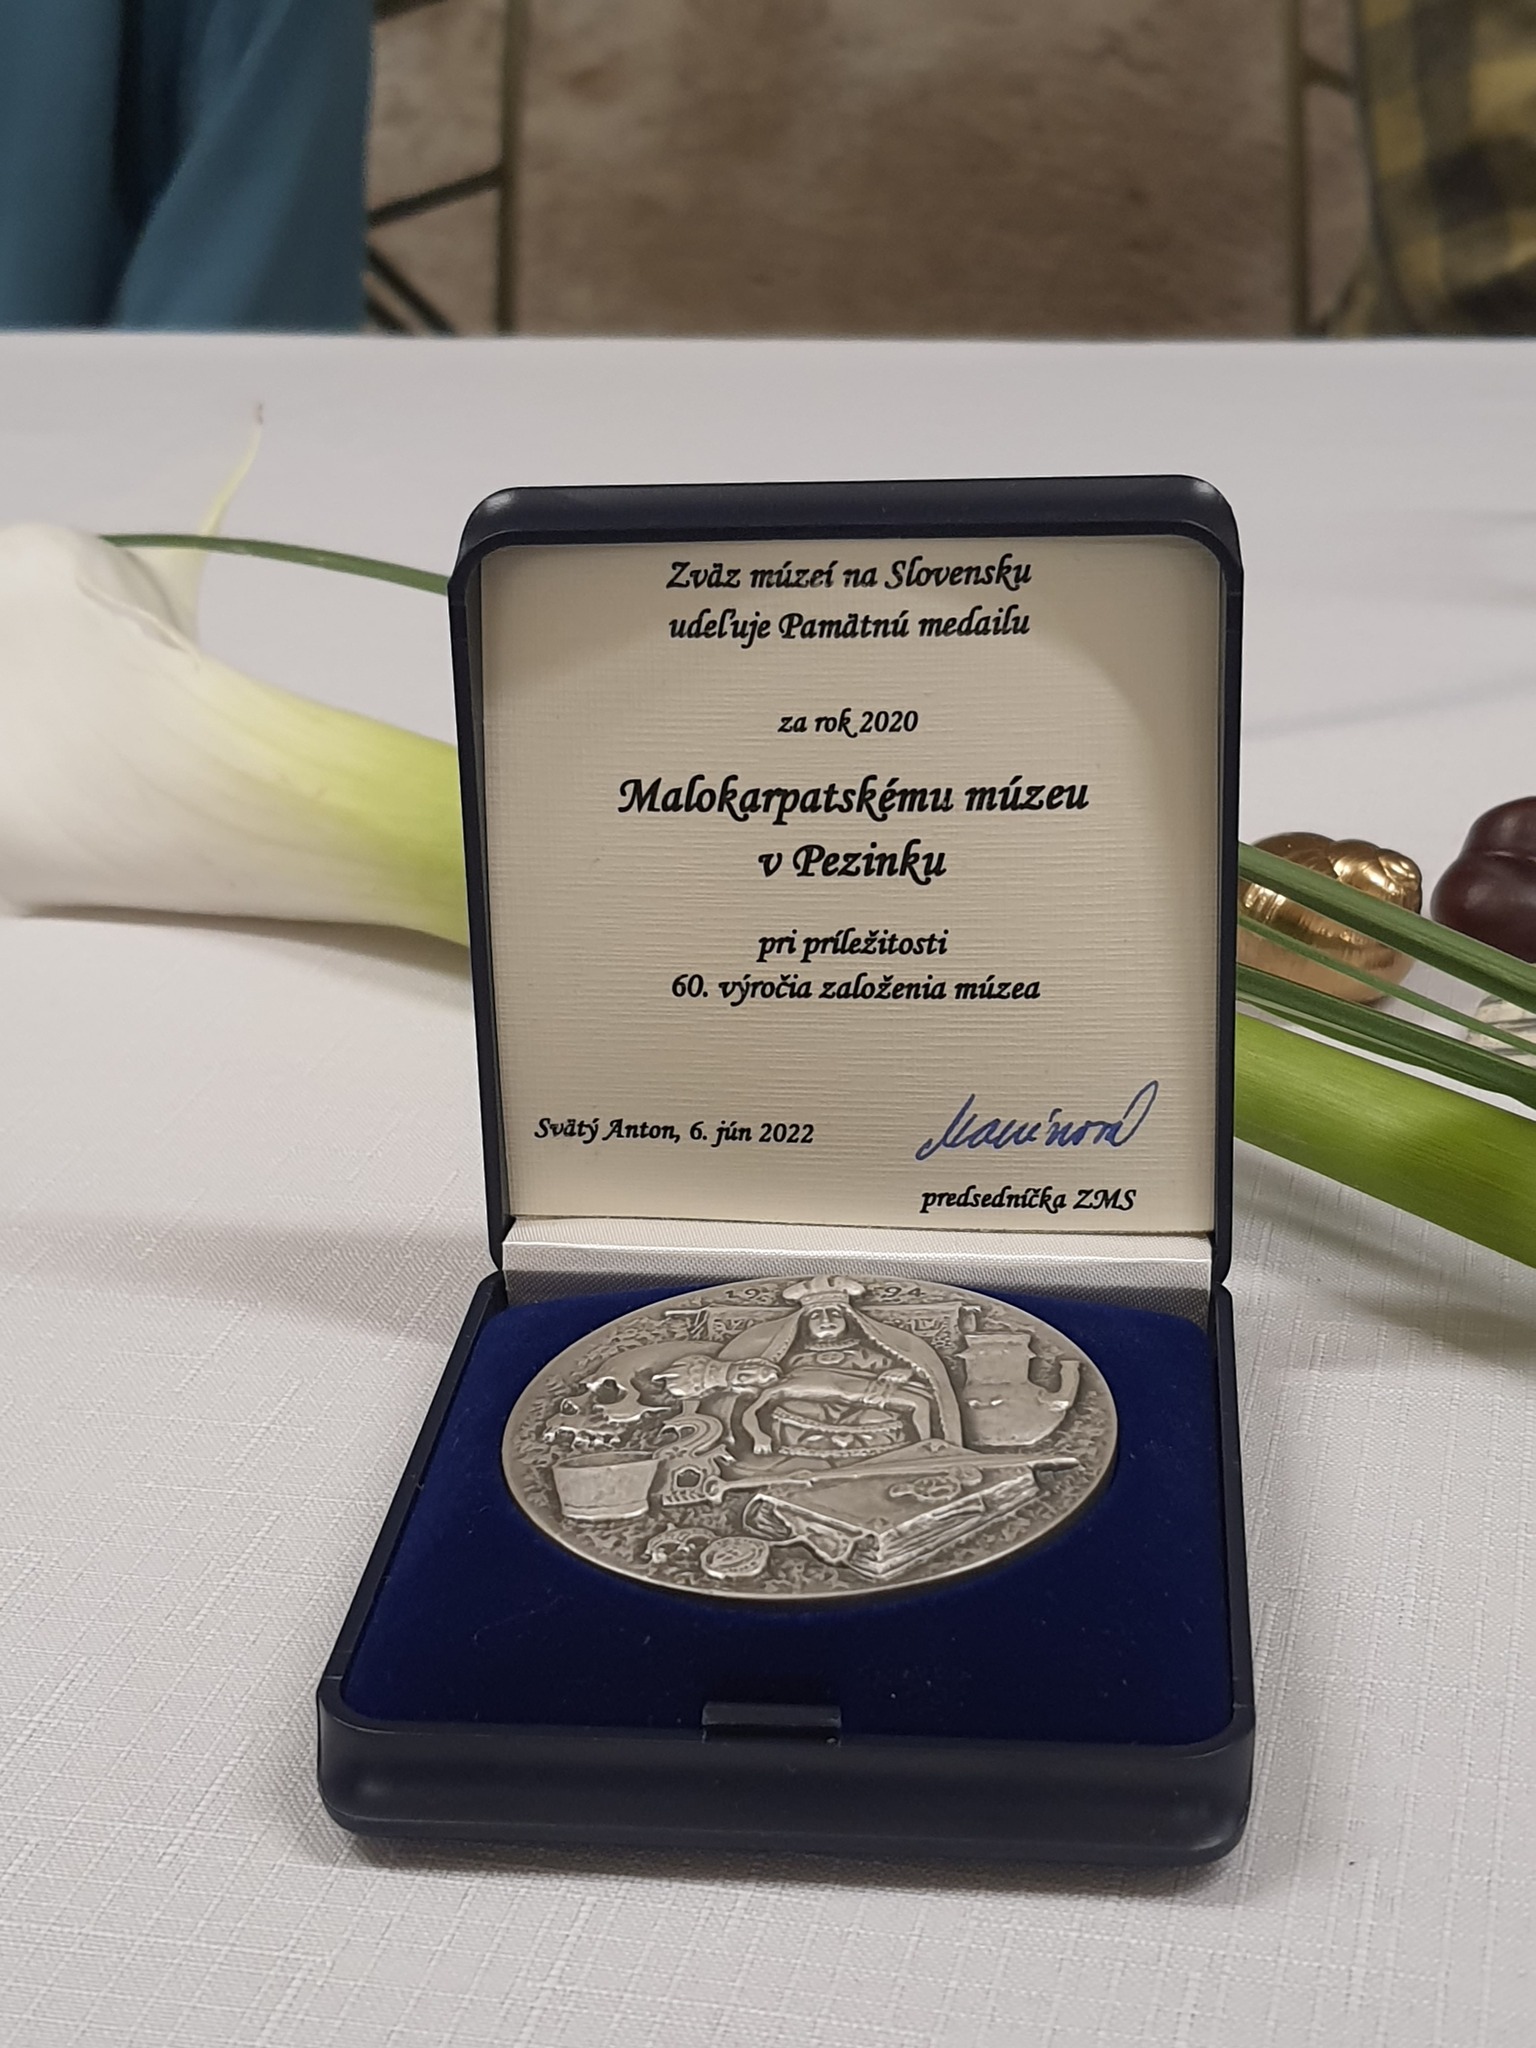 Zväz múzeí na Slovensku
udeľuje Pamätnú medailu
za rok 2020
Malokarpatskému múzeu
v Pezinku
pri príležitosti
60. výročia založenia múzea
Svätý Anton, 6. jún 2022
predsedníčka ZMS
1994